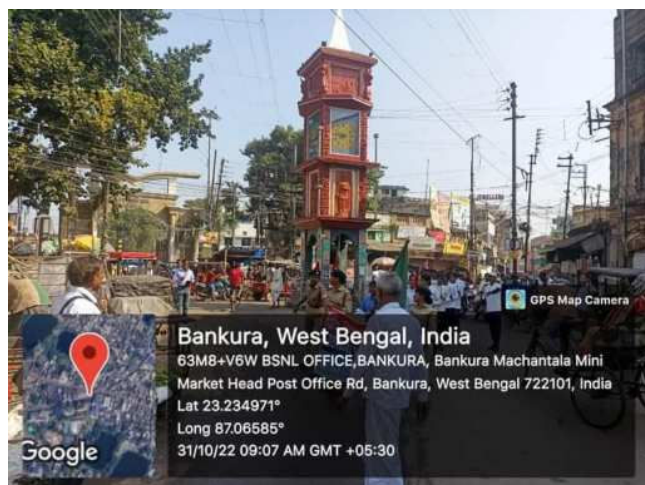 JEWELLERS
GPS Map Camera
Bankura, West Bengal, India
63M8+V6W BSNL OFFICE,BANKURA, Bankura Machantala Mini
Market Head Post Office Rd, Bankura, West Bengal 722101, India
Lat 23.234971°
Long 87.06585°
31/10/22 09:07 AM GMT +05:30
Google